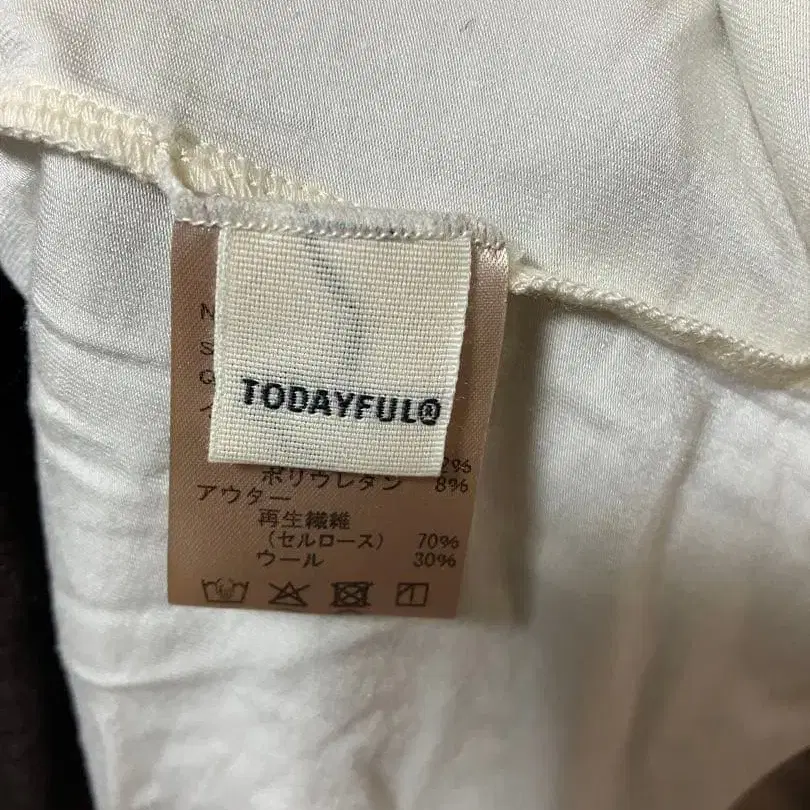 TODAYFUL®
ポリウレタン 8%
アウター
再生繊維
(セルロース) 70%
ウール 30%